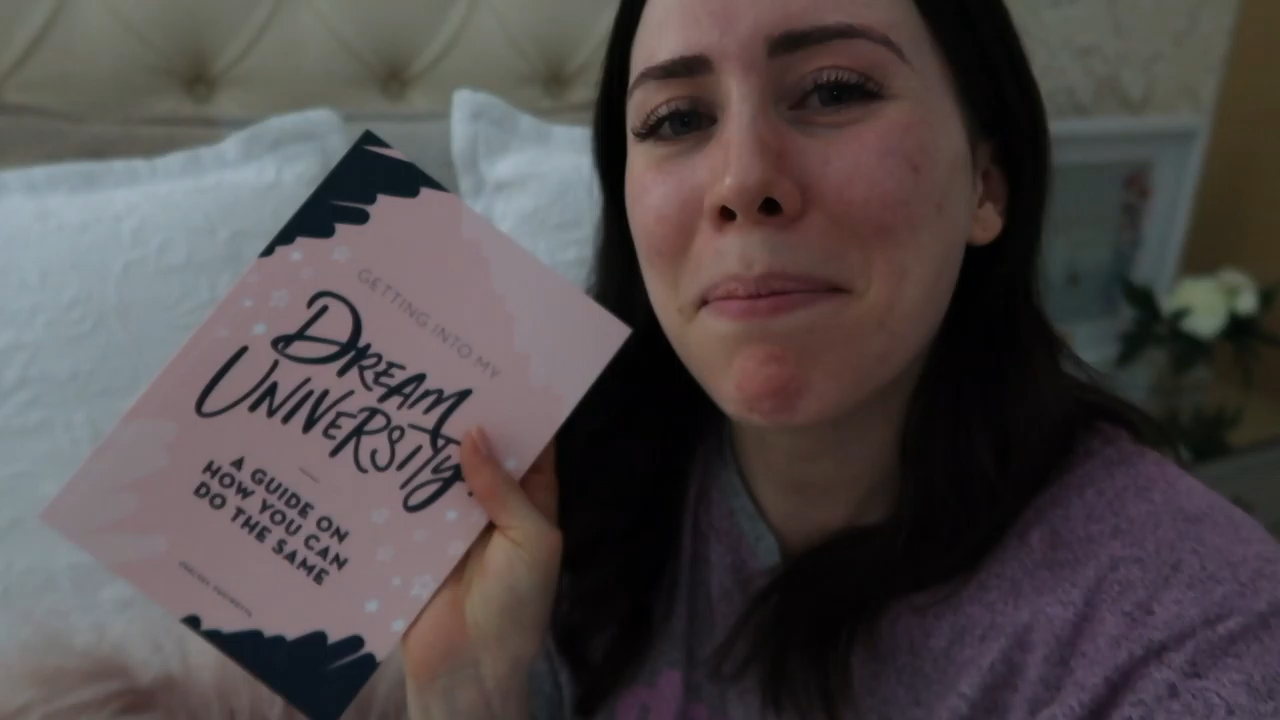 GETTING INTO MY
DREAM
UNIVERSITY:
A GUIDE ON
HOW YOU CAN
DO THE SAME